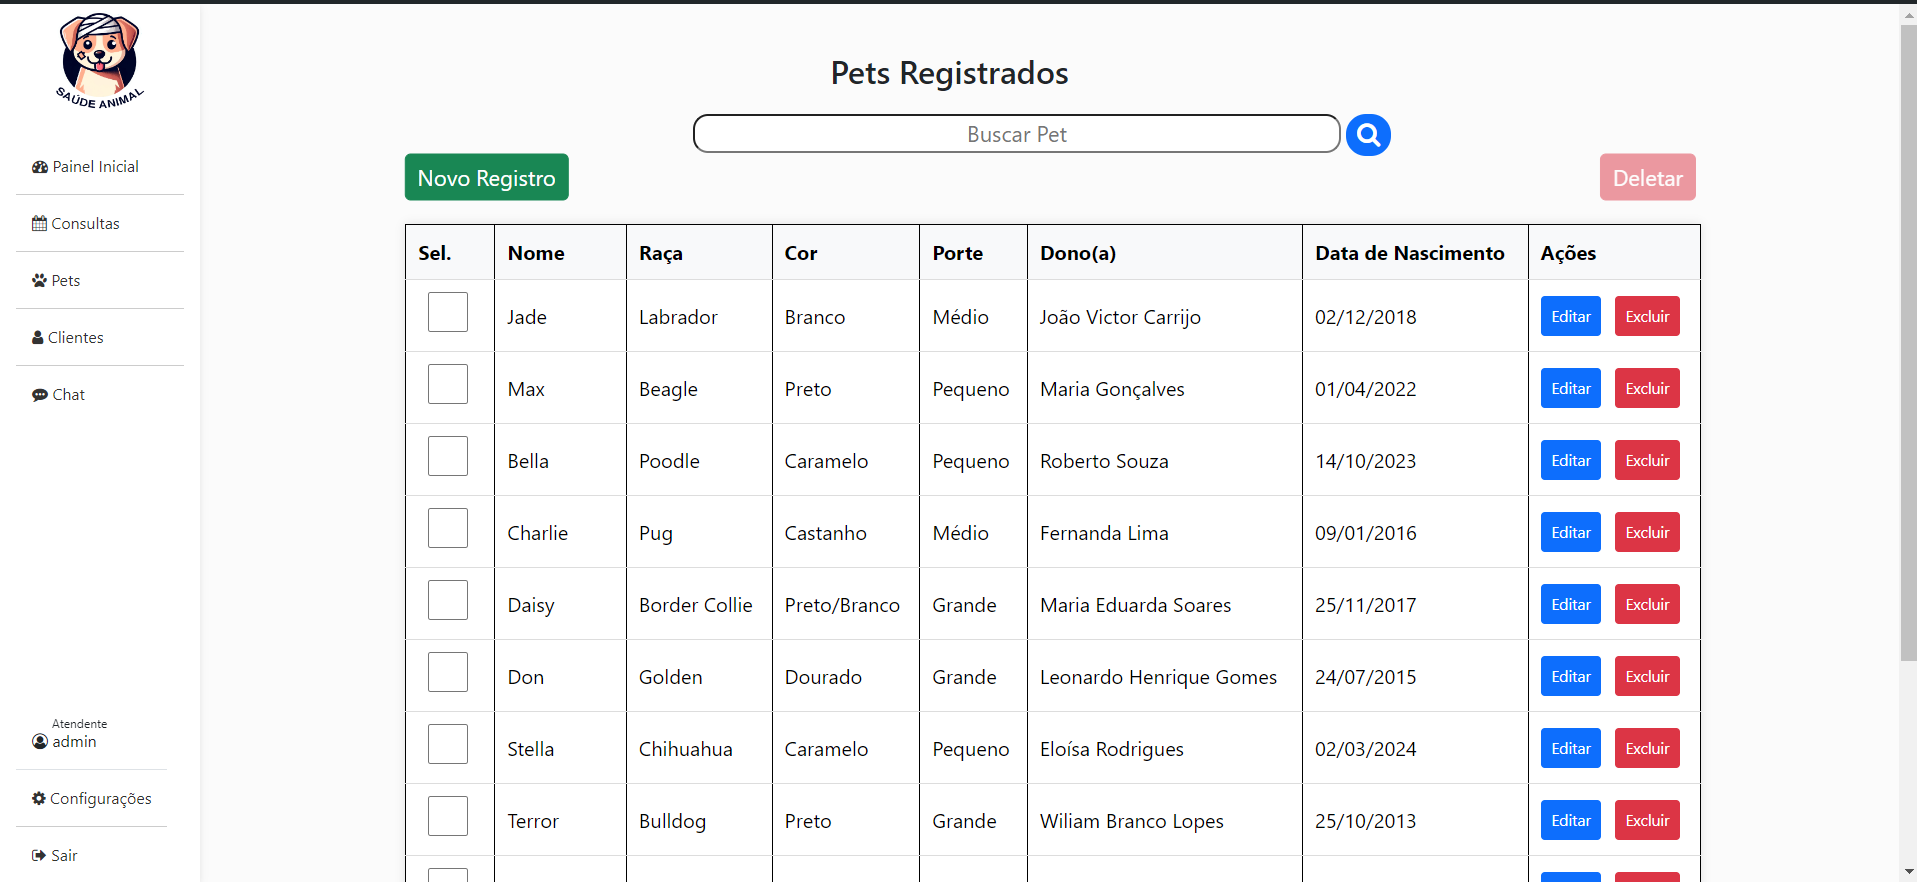 SAÚDE ANIMAL
Painel Inicial
Consultas
Pets
Clientes
Chat
Atendente
admin
Configurações
Sair
Pets Registrados
Buscar Pet
Novo Registro
Deletar
Sel. Nome Raça Cor Porte Dono(a) Data de Nascimento Ações
Jade Labrador Branco Médio João Victor Carrijo 02/12/2018 Editar Excluir
Max Beagle Preto Pequeno Maria Gonçalves 01/04/2022 Editar Excluir
Bella Poodle Caramelo Pequeno Roberto Souza 14/10/2023 Editar Excluir
Charlie Pug Castanho Médio Fernanda Lima 09/01/2016 Editar Excluir
Daisy Border Collie Preto/Branco Grande Maria Eduarda Soares 25/11/2017 Editar Excluir
Don Golden Dourado Grande Leonardo Henrique Gomes 24/07/2015 Editar Excluir
Stella Chihuahua Caramelo Pequeno Eloísa Rodrigues 02/03/2024 Editar Excluir
Terror Bulldog Preto Grande Wiliam Branco Lopes 25/10/2013 Editar Excluir